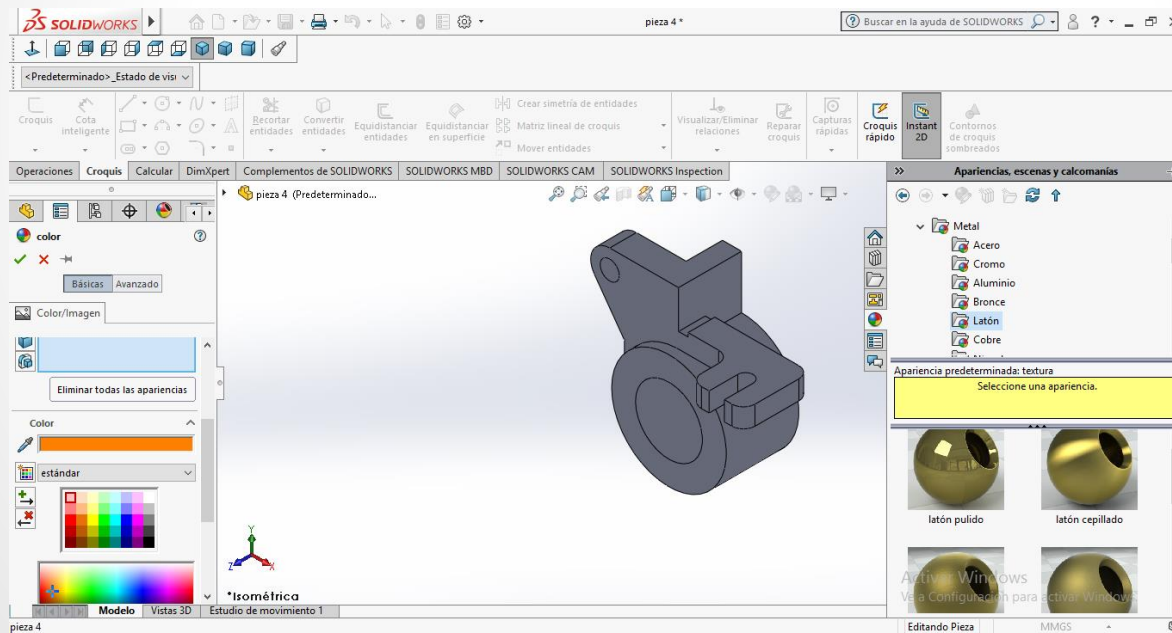 SOLIDWORKS
pieza 4 *
Buscar en la ayuda de SOLIDWORKS
?
<Predeterminado>_Estado de visu
Croquis
Cota inteligente
Recortar entidades
Convertir entidades
Equidistanciar entidades
Equidistanciar en superficie
Crear simetría de entidades
Matriz lineal de croquis
Mover entidades
Visualizar/Eliminar relaciones
Reparar croquis
Capturas rápidas
Croquis rápido
Instant 2D
Contornos de croquis sombreados
Operaciones Croquis Calcular DimXpert Complementos de SOLIDWORKS SOLIDWORKS MBD SOLIDWORKS CAM SOLIDWORKS Inspection
Apariencias, escenas y calcomanías
pieza 4 (Predeterminado...
color
Básicas Avanzado
Color/Imagen
Eliminar todas las apariencias
Color
estándar
Metal
Acero
Cromo
Aluminio
Bronce
Latón
Cobre
Apariencia predeterminada: textura
Seleccione una apariencia.
latón pulido
latón cepillado
Y
Z
X
*Isométrica
Activar Windows
Ve a Configuración para activar Windows.
Modelo Vistas 3D Estudio de movimiento 1
pieza 4
Editando Pieza
MMGS